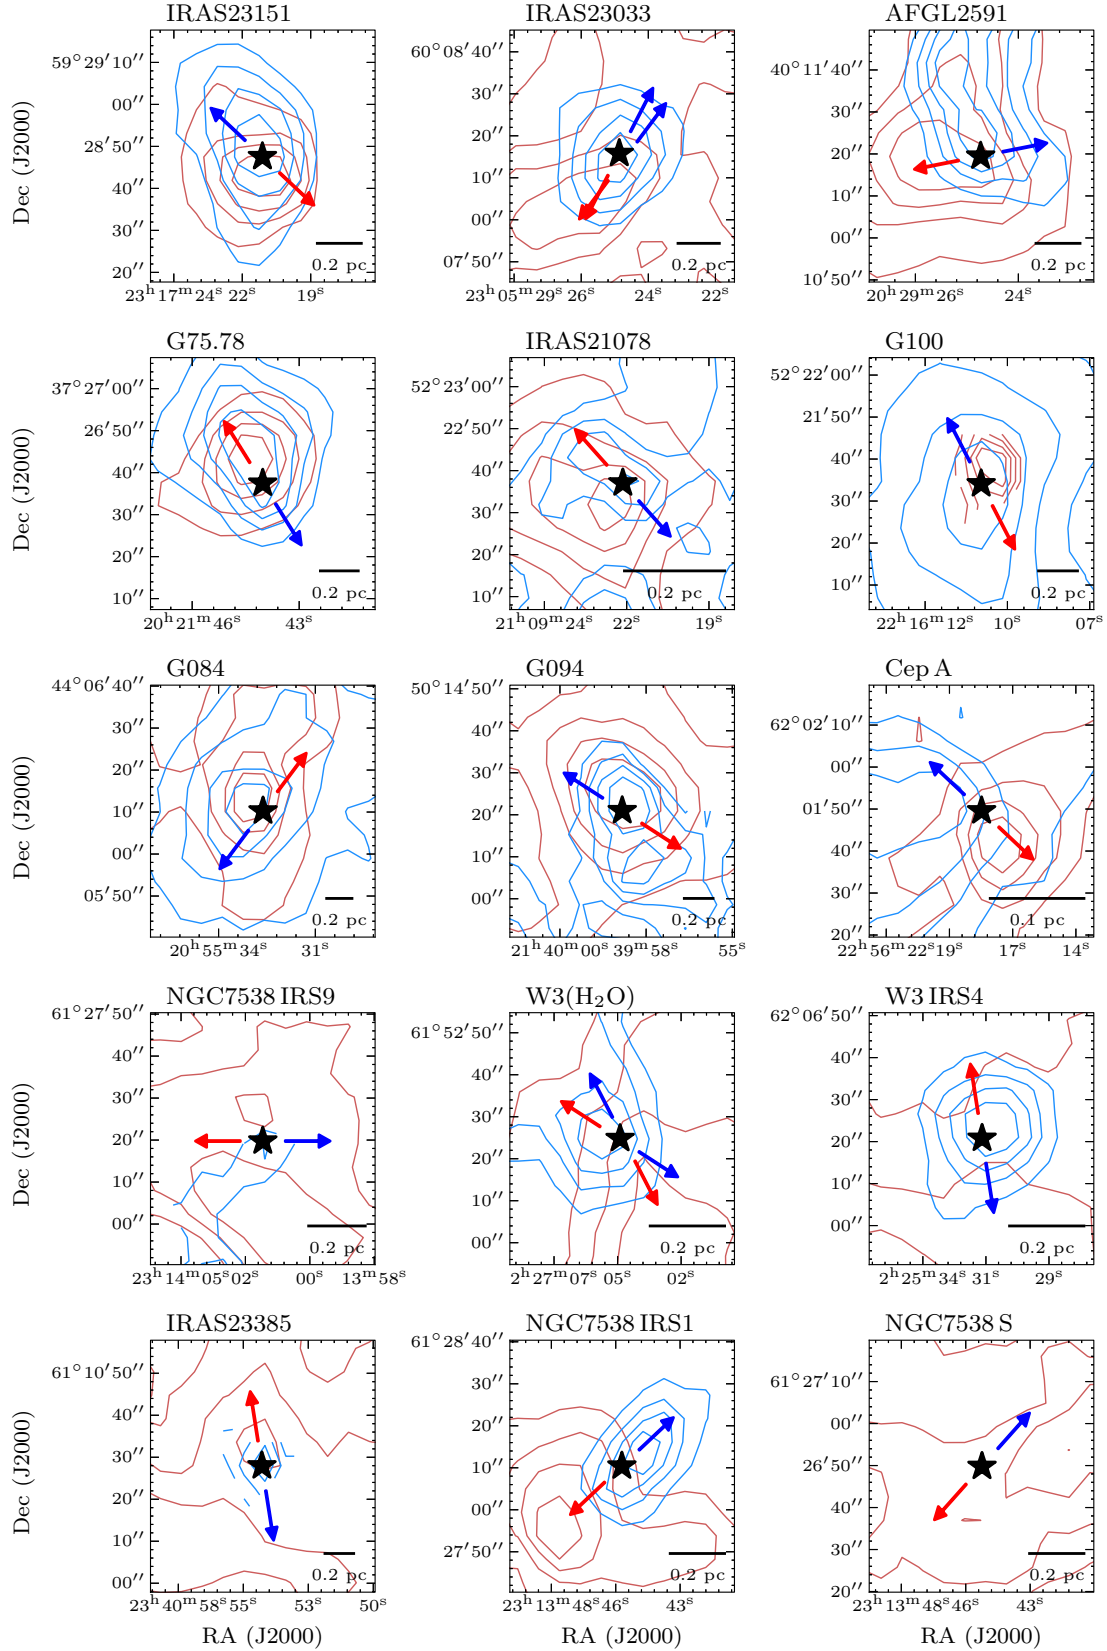 IRAS23151 IRAS23033 AFGL2591
Dec (J2000)
59°29′10′′ 00′′ 28′50′′ 40′′ 30′′ 20′′
0.2 pc
23ʰ17ᵐ24ˢ 22ˢ 19ˢ
60°08′40′′ 30′′ 20′′ 10′′ 00′′ 07′50′′
0.2 pc
23ʰ05ᵐ29ˢ 26ˢ 24ˢ 22ˢ
40°11′40′′ 30′′ 20′′ 10′′ 00′′ 10′50′′
0.2 pc
20ʰ29ᵐ26ˢ 24ˢ
G75.78 IRAS21078 G100
Dec (J2000)
37°27′00′′ 26′50′′ 40′′ 30′′ 20′′ 10′′
0.2 pc
20ʰ21ᵐ46ˢ 43ˢ
52°23′00′′ 22′50′′ 40′′ 30′′ 20′′ 10′′
0.2 pc
21ʰ09ᵐ24ˢ 22ˢ 19ˢ
52°22′00′′ 21′50′′ 40′′ 30′′ 20′′ 10′′
0.2 pc
22ʰ16ᵐ12ˢ 10ˢ 07ˢ
G084 G094 Cep A
Dec (J2000)
44°06′40′′ 30′′ 20′′ 10′′ 00′′ 05′50′′
0.2 pc
20ʰ55ᵐ34ˢ 31ˢ
50°14′50′′ 40′′ 30′′ 20′′ 10′′ 00′′
0.2 pc
21ʰ40ᵐ00ˢ 39ᵐ58ˢ 55ˢ
62°02′10′′ 00′′ 01′50′′ 40′′ 30′′ 20′′
0.1 pc
22ʰ56ᵐ22ˢ 19ˢ 17ˢ 14ˢ
NGC7538 IRS9 W3(H₂O) W3 IRS4
Dec (J2000)
61°27′50′′ 40′′ 30′′ 20′′ 10′′ 00′′
0.2 pc
23ʰ14ᵐ05ˢ 02ˢ 00ˢ 13ᵐ58ˢ
61°52′50′′ 40′′ 30′′ 20′′ 10′′ 00′′
0.2 pc
2ʰ27ᵐ07ˢ 05ˢ 02ˢ
62°06′50′′ 40′′ 30′′ 20′′ 10′′ 00′′
0.2 pc
2ʰ25ᵐ34ˢ 31ˢ 29ˢ
IRAS23385 NGC7538 IRS1 NGC7538 S
Dec (J2000)
61°10′50′′ 40′′ 30′′ 20′′ 10′′ 00′′
0.2 pc
23ʰ40ᵐ58ˢ 55ˢ 53ˢ 50ˢ
61°28′40′′ 30′′ 20′′ 10′′ 00′′ 27′50′′
0.2 pc
23ʰ13ᵐ48ˢ 46ˢ 43ˢ
61°27′10′′ 00′′ 26′50′′ 40′′ 30′′ 20′′
0.2 pc
23ʰ13ᵐ48ˢ 46ˢ 43ˢ
RA (J2000) RA (J2000) RA (J2000)